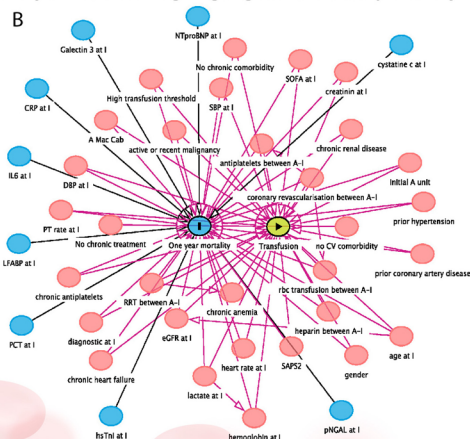 B
NTproBNP at I
Galectin 3 at I
cystatine c at I
No chronic comorbidity
SOFA at I
creatinin at I
High transfusion threshold
SBP at I
CRP at I
A Mac Cab
active or recent malignancy
chronic renal disease
antiplatelets between A–I
IL6 at I
DBP at I
initial A unit
coronary revascularisation between A–I
prior hypertension
PT rate at I
No chronic treatment
One year mortality
Transfusion
no CV comorbidity
LFABP at I
prior coronary artery disease
chronic antiplatelets
RRT between A–I
rbc transfusion between A–I
chronic anemia
PCT at I
diagnostic at I
eGFR at I
heparin between A–I
age at I
chronic heart failure
heart rate at I
SAPS2
gender
lactate at I
hsTnI at I
hemoglobin at I
pNGAL at I